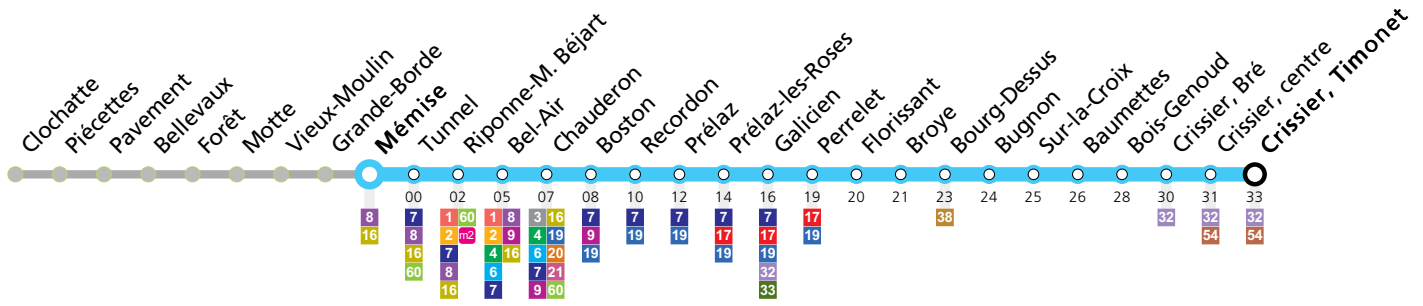 Clochatte
Piécettes
Pavement
Bellevaux
Forêt
Motte
Vieux-Moulin
Grande-Borde
Mémise
Tunnel
Riponne-M. Béjart
Bel-Air
Chauderon
Boston
Recordon
Prélaz
Prélaz-les-Roses
Galicien
Perrelet
Florissant
Broye
Bourg-Dessus
Bugnon
Sur-la-Croix
Baumettes
Bois-Genoud
Crissier, Bré
Crissier, centre
Crissier, Timonet
00 02 05 07 08 10 12 14 16 19 20 21 23 24 25 26 28 30 31 33
8 7 1 60 1 8 3 16 7 7 7 7 7 17 38 32 32 32
16 8 2 m2 2 9 4 19 9 19 19 17 17 19 54 54
16 7 4 16 6 20 19 19 19
60 8 6 7 21 32
16 7 9 60 33